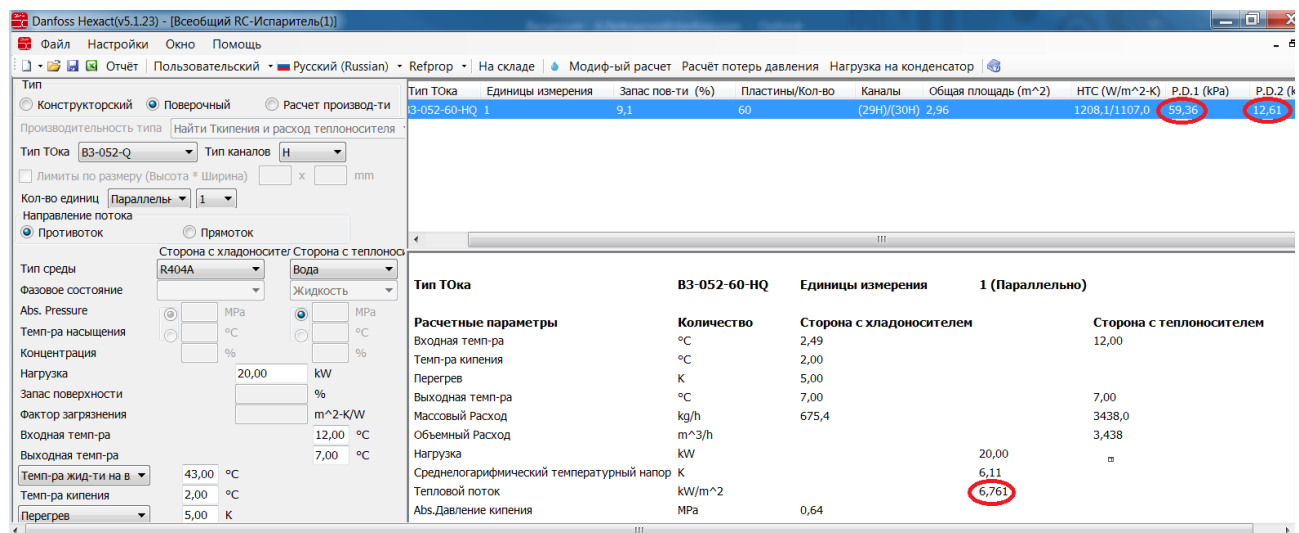 Danfoss Hexact(v5.1.23) - [Всеобщий RC-Испаритель(1)]
Файл Настройки Окно Помощь
Отчёт Пользовательский Русский (Russian) Refprop На складе Модиф-ый расчет Расчёт потерь давления Нагрузка на конденсатор
Тип
Конструкторский Поверочный Расчет производ-ти
Производительность типа Найти Ткипения и расход теплоносителя
Тип ТОка B3-052-Q Тип каналов H
Лимиты по размеру (Высота * Ширина) x mm
Кол-во единиц Параллельн 1
Направление потока
Противоток Прямоток
Сторона с хладоносител Сторона с теплоноси
Тип среды R404A Вода
Фазовое состояние Жидкость
Abs. Pressure MPa MPa
Темп-ра насыщения °C °C
Концентрация % %
Нагрузка 20,00 kW
Запас поверхности %
Фактор загрязнения m^2-K/W
Входная темп-ра 12,00 °C
Выходная темп-ра 7,00 °C
Темп-ра жид-ти на в 43,00 °C
Темп-ра кипения 2,00 °C
Перегрев 5,00 K
Тип ТОка Единицы измерения Запас пов-ти (%) Пластины/Кол-во Каналы Общая площадь (m^2) HTC (W/m^2-K) P.D.1 (kPa) P.D.2 (k
B3-052-60-HQ 1 9,1 60 (29H)/(30H) 2,96 1208,1/1107,0 59,36 12,61
Тип ТОка B3-052-60-HQ Единицы измерения 1 (Параллельно)
Расчетные параметры Количество Сторона с хладоносителем Сторона с теплоносителем
Входная темп-ра °C 2,49 12,00
Темп-ра кипения °C 2,00
Перегрев K 5,00
Выходная темп-ра °C 7,00 7,00
Массовый Расход kg/h 675,4 3438,0
Объемный Расход m^3/h 3,438
Нагрузка kW 20,00
Среднелогарифмический температурный напор K 6,11
Тепловой поток kW/m^2 6,761
Abs.Давление кипения MPa 0,64